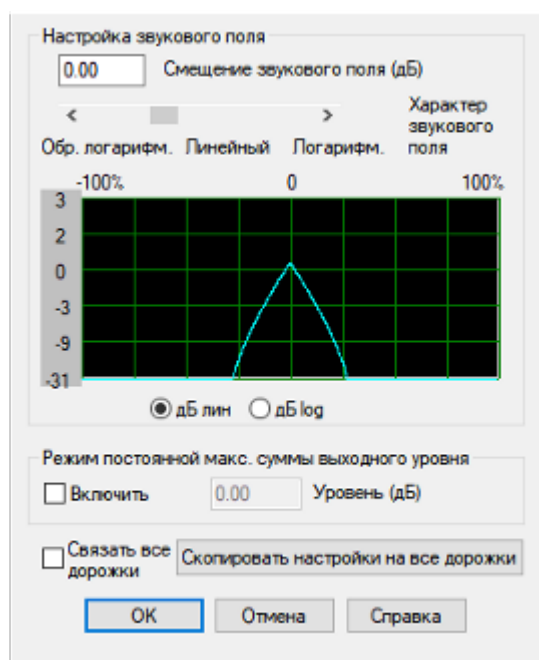 Настройка звукового поля
0.00 Смещение звукового поля (дБ)
Характер
звукового
поля
Обр. логарифм. Линейный Логарифм.
-100% 0 100%
3
2
0
-3
-9
-31
дБ лин дБ log
Режим постоянной макс. суммы выходного уровня
Включить 0.00 Уровень (дБ)
Связать все
дорожки
Скопировать настройки на все дорожки
ОК Отмена Справка